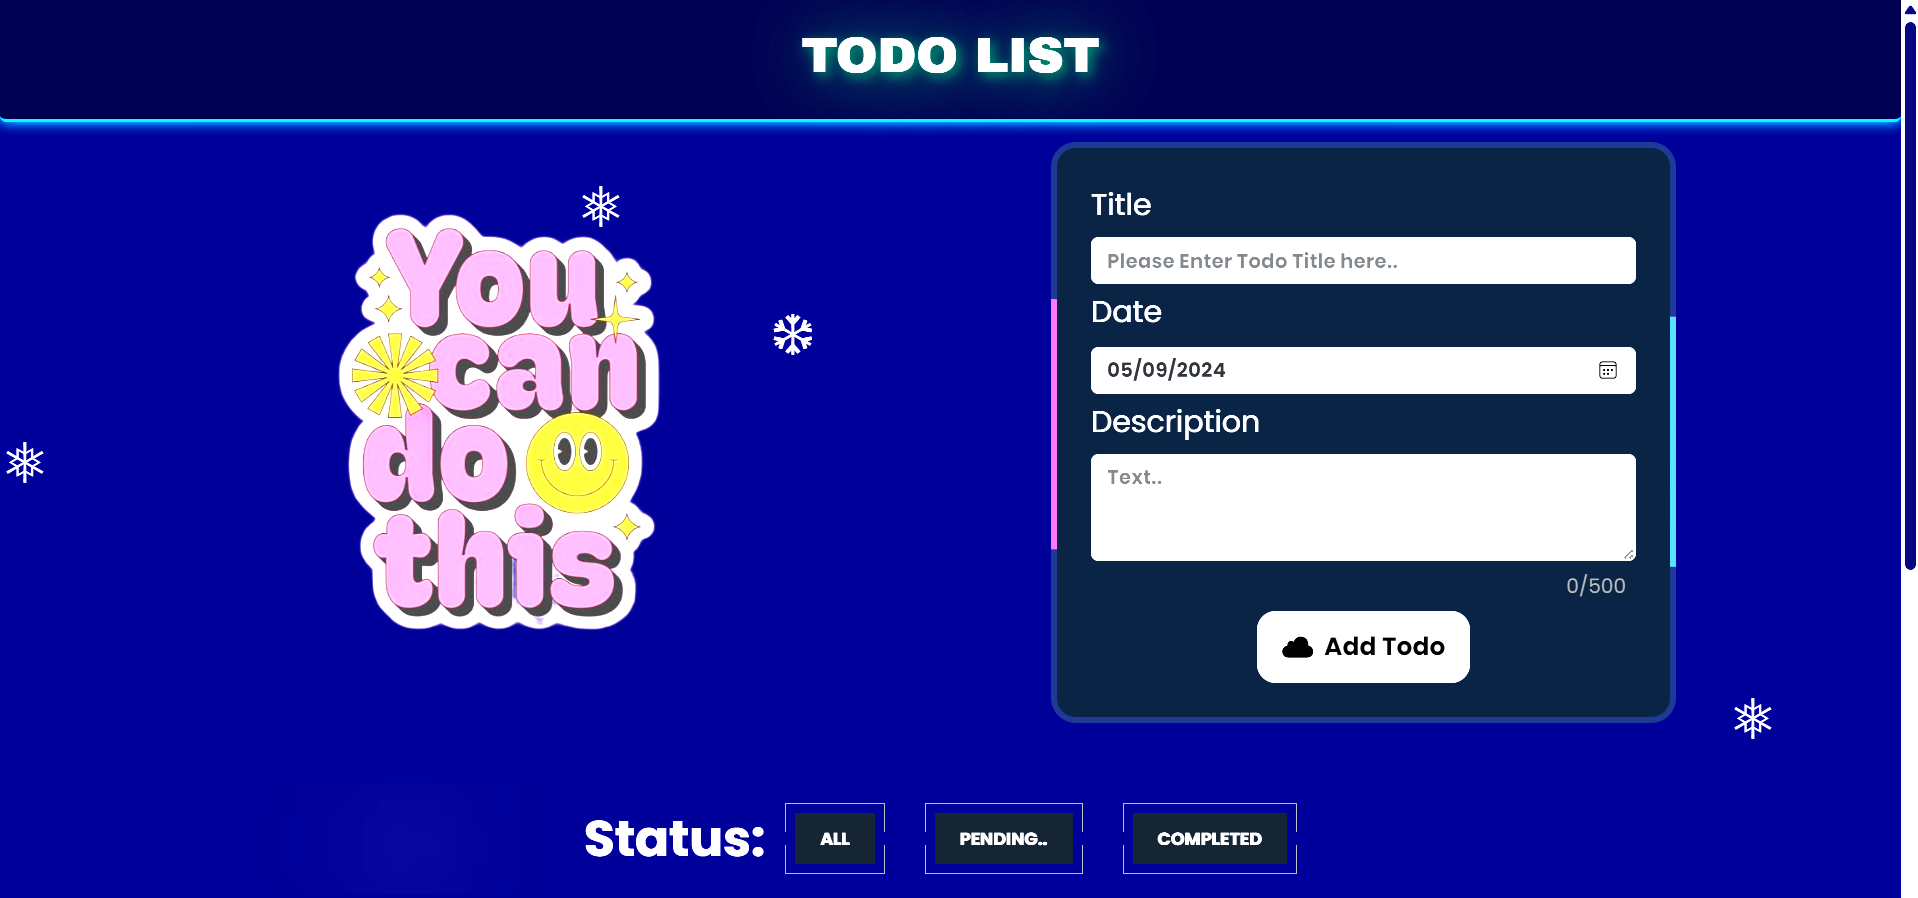 TODO LIST
You
can
do
this
Title
Please Enter Todo Title here..
Date
05/09/2024
Description
Text..
0/500
Add Todo
Status:
ALL
PENDING..
COMPLETED